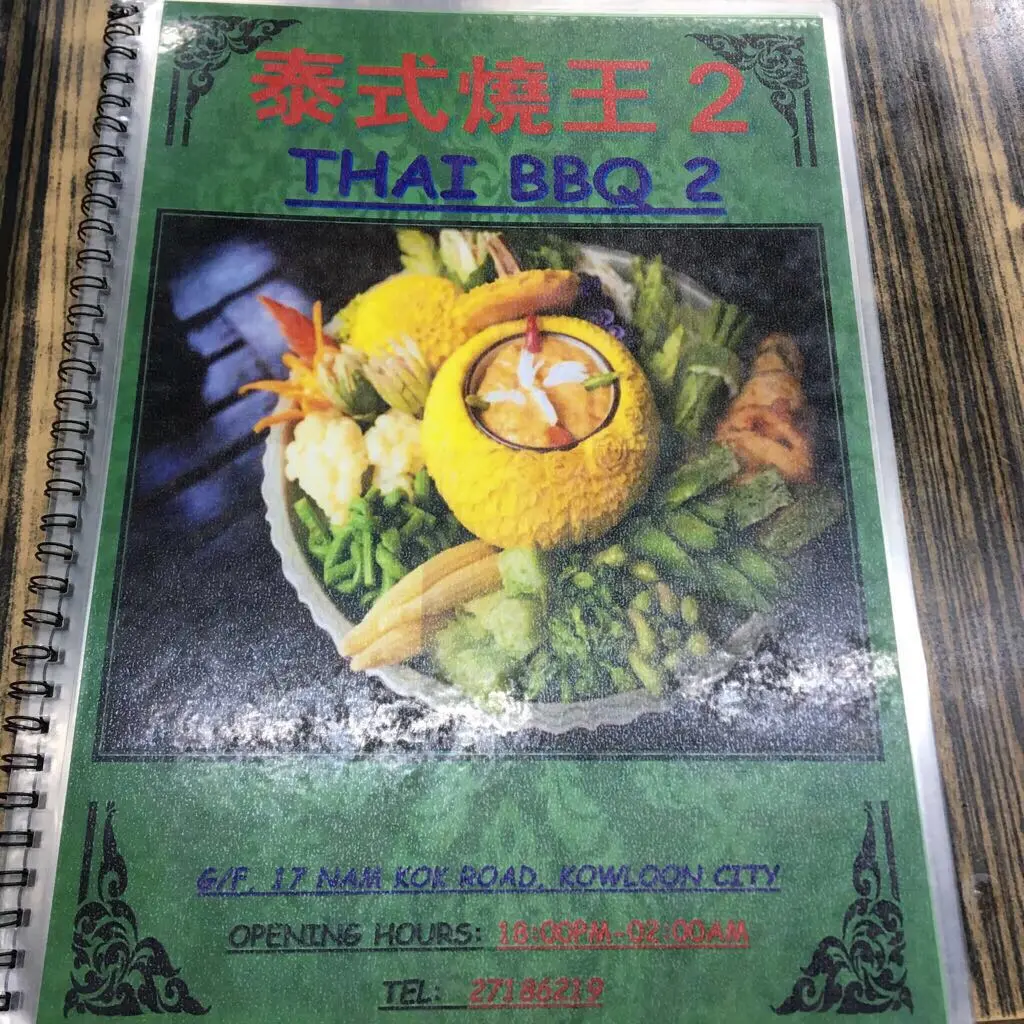 泰式燒王 2
THAI BBQ 2
G/F, 17 NAM KOK ROAD, KOWLOON CITY
OPENING HOURS: 18:00PM-02:00AM
TEL: 27186219